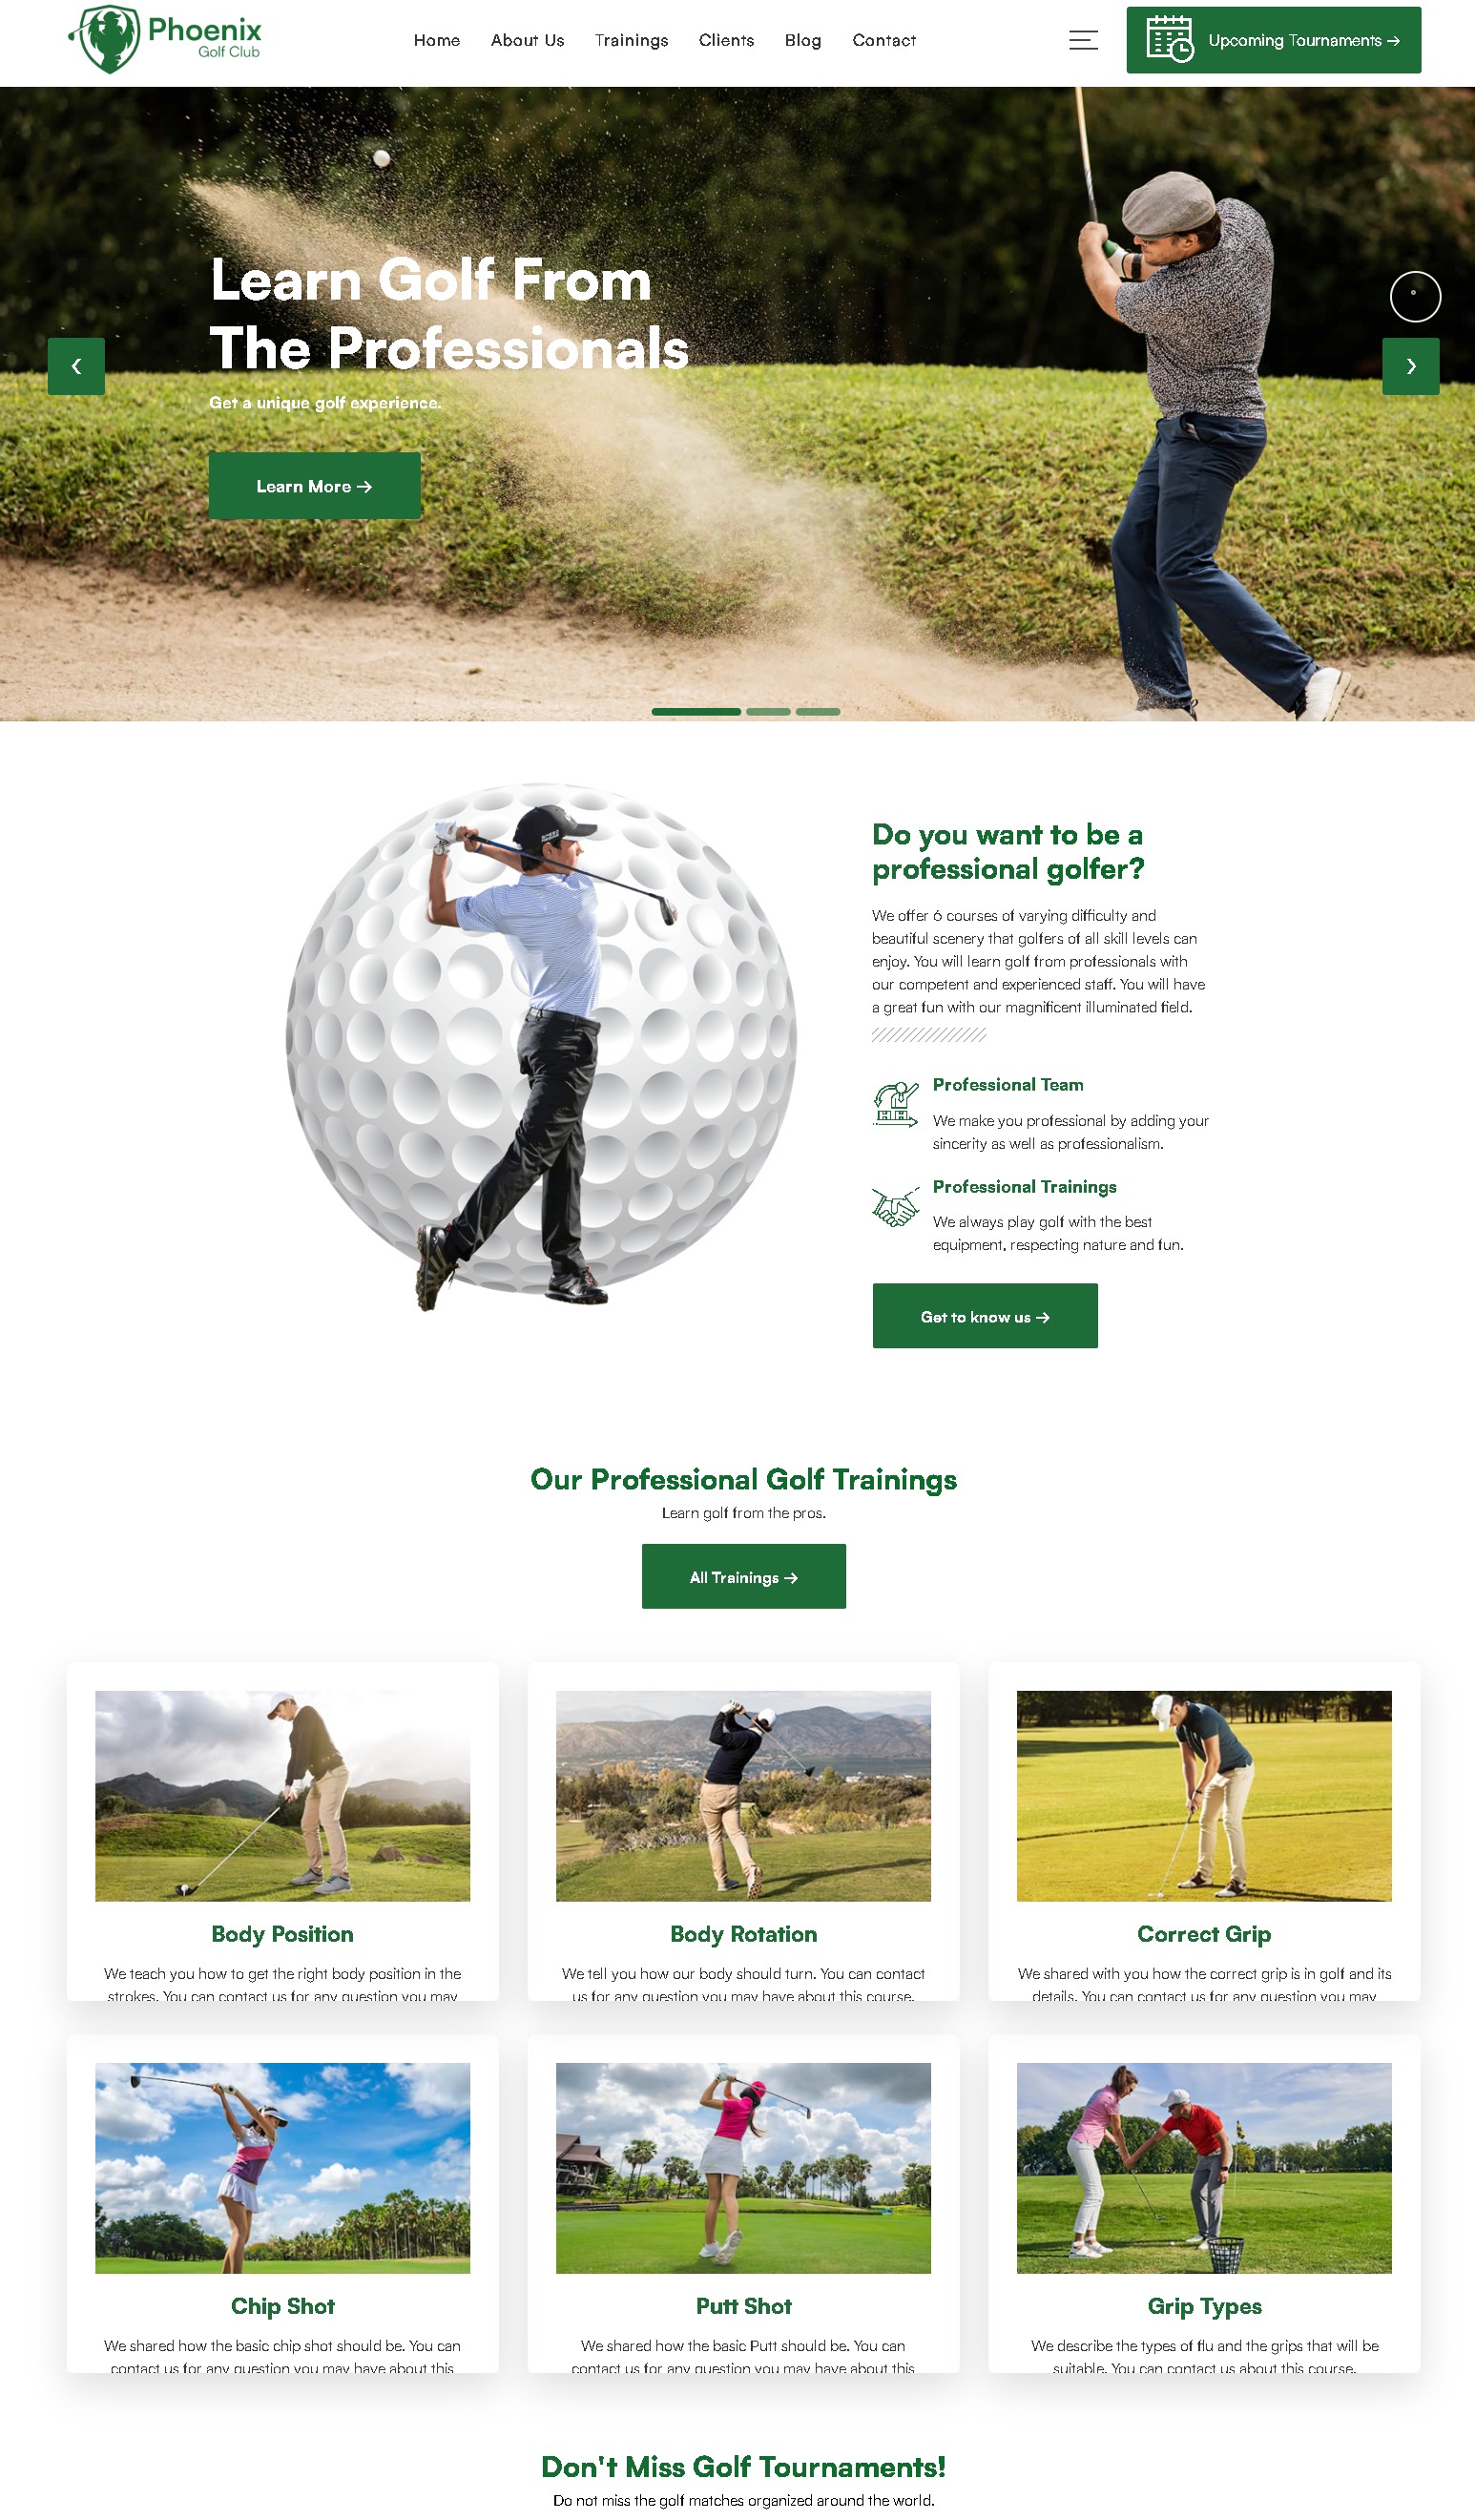 Phoenix
Golf Club
Home About Us Trainings Clients Blog Contact
Upcoming Tournaments →
Learn Golf From
The Professionals
Get a unique golf experience.
Learn More →
Do you want to be a
professional golfer?
We offer 6 courses of varying difficulty and
beautiful scenery that golfers of all skill levels can
enjoy. You will learn golf from professionals with
our competent and experienced staff. You will have
a great fun with our magnificent illuminated field.
Professional Team
We make you professional by adding your
sincerity as well as professionalism.
Professional Trainings
We always play golf with the best
equipment, respecting nature and fun.
Get to know us →
Our Professional Golf Trainings
Learn golf from the pros.
All Trainings →
Body Position
We teach you how to get the right body position in the
strokes. You can contact us for any question you may
Body Rotation
We tell you how our body should turn. You can contact
us for any question you may have about this course.
Correct Grip
We shared with you how the correct grip is in golf and its
details. You can contact us for any question you may
Chip Shot
We shared how the basic chip shot should be. You can
contact us for any question you may have about this
Putt Shot
We shared how the basic Putt should be. You can
contact us for any question you may have about this
Grip Types
We describe the types of flu and the grips that will be
suitable. You can contact us about this course.
Don't Miss Golf Tournaments!
Do not miss the golf matches organized around the world.